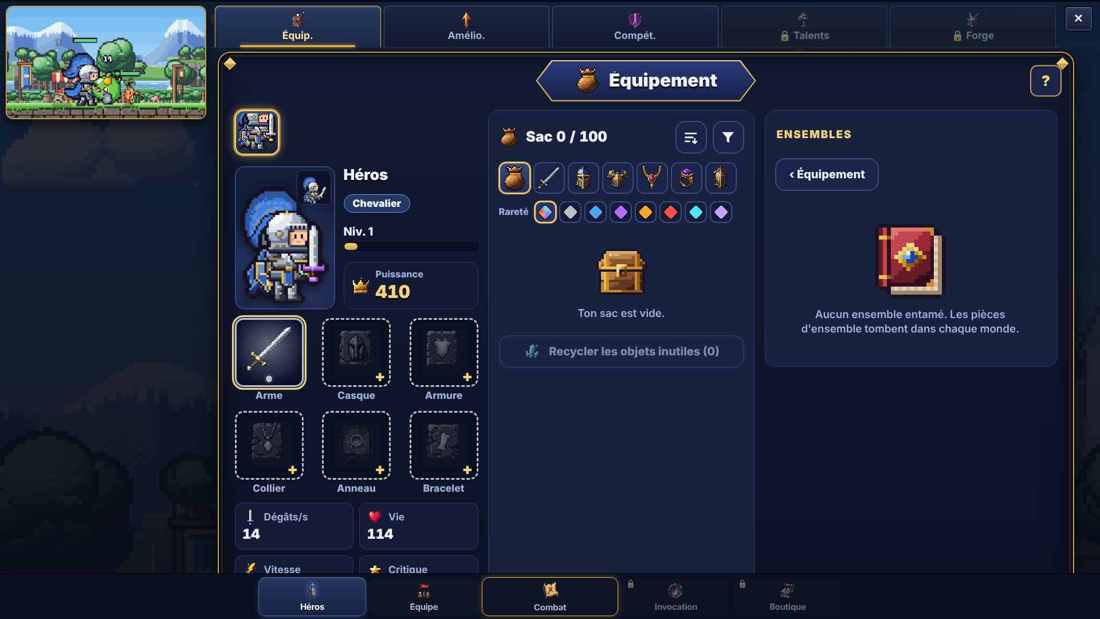 Équip.
Amélio.
Compét.
Talents
Forge
×
Équipement
?
Héros
Chevalier
Niv. 1
Puissance
410
Arme
Casque
Armure
Collier
Anneau
Bracelet
Dégâts/s
14
Vie
114
Vitesse
Critique
Sac 0 / 100
Rareté
Ton sac est vide.
Recycler les objets inutiles (0)
ENSEMBLES
‹ Équipement
Aucun ensemble entamé. Les pièces
d'ensemble tombent dans chaque monde.
Héros
Équipe
Combat
Invocation
Boutique